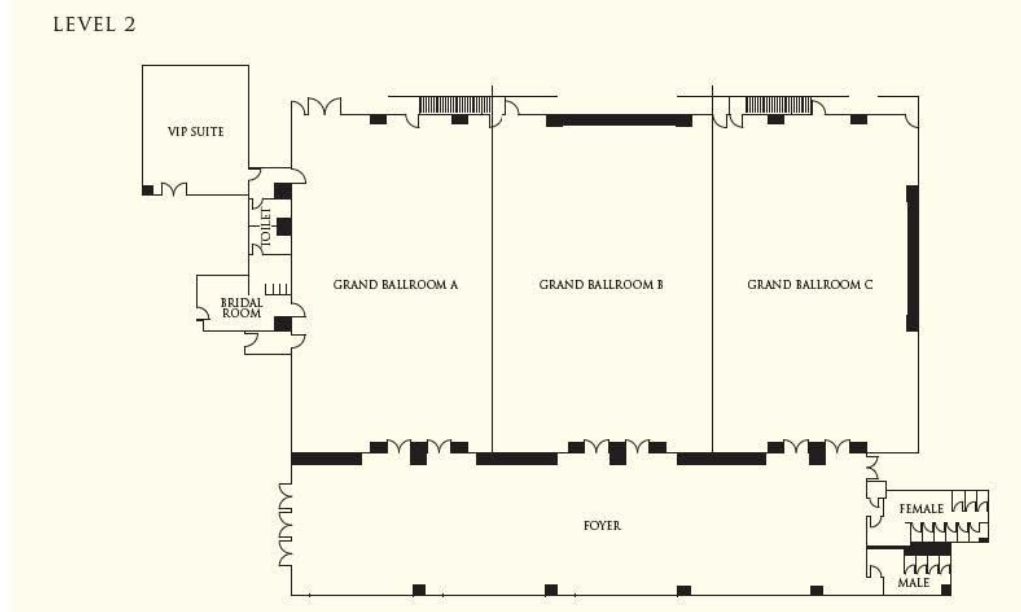 LEVEL 2
VIP SUITE
TOILET
GRAND BALLROOM A
GRAND BALLROOM B
GRAND BALLROOM C
BRIDAL
ROOM
FOYER
FEMALE
MALE